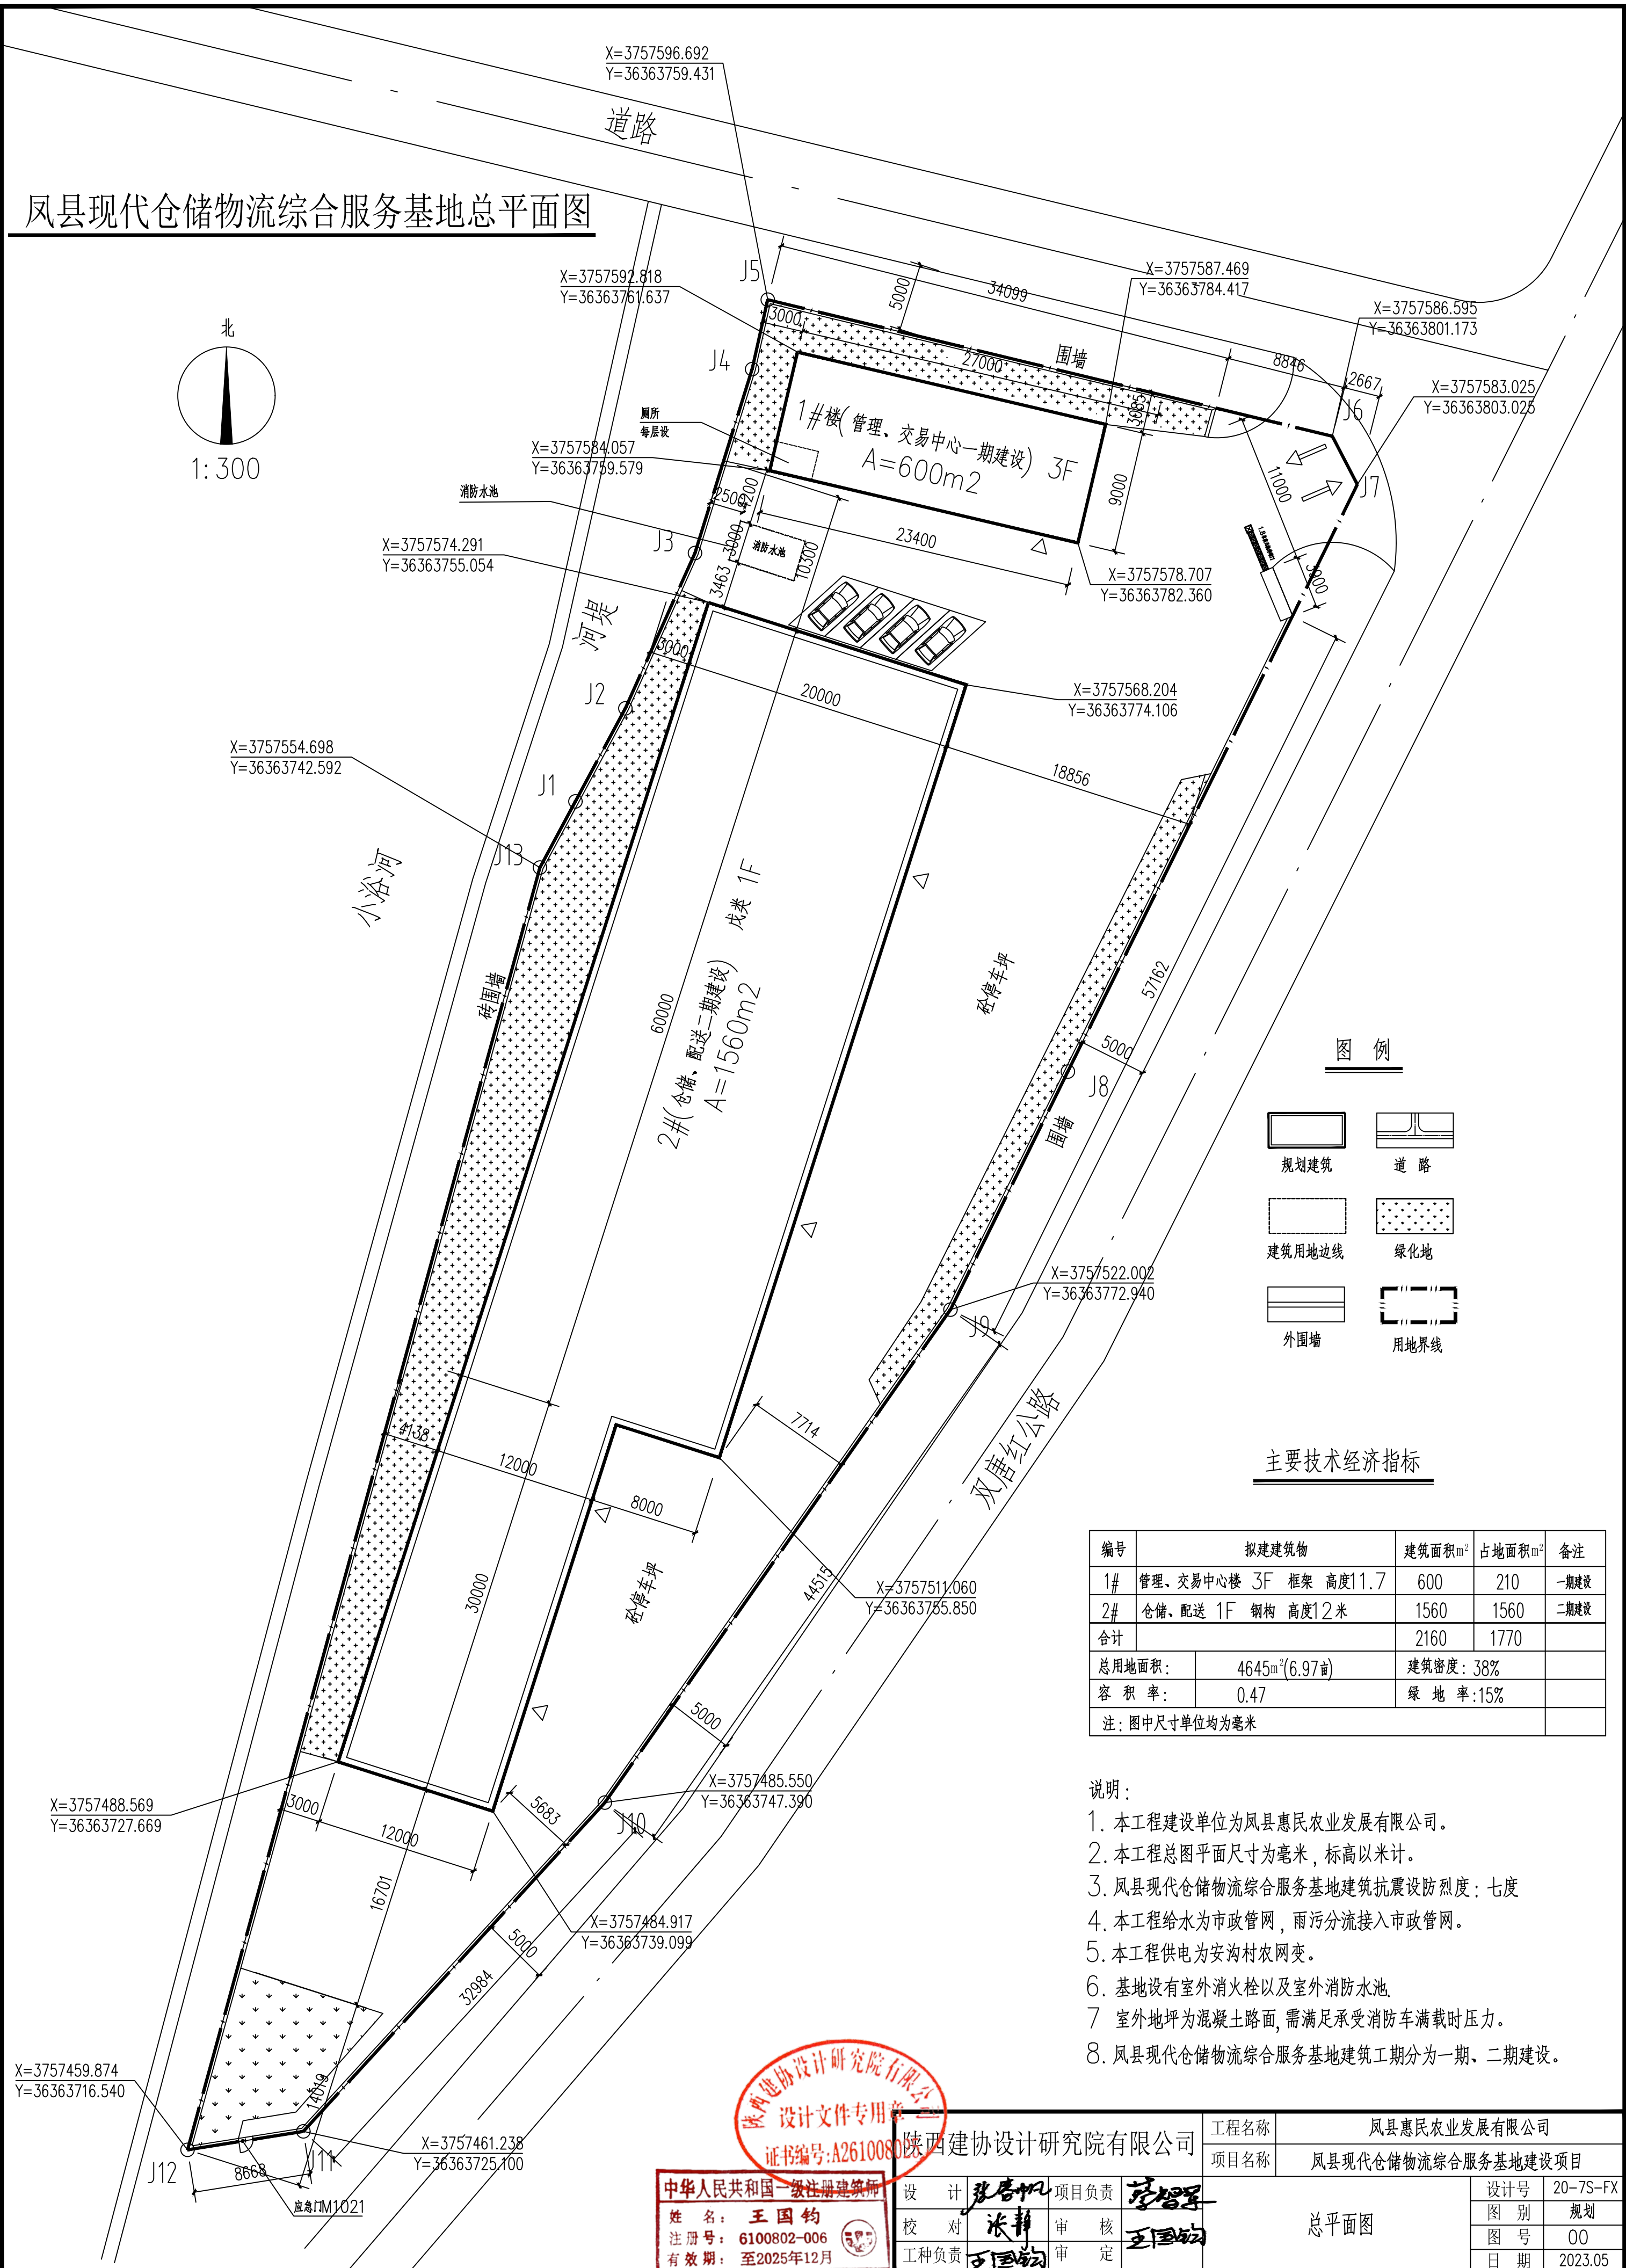 X=3757596.692
Y=36363759.431
道路
凤县现代仓储物流综合服务基地总平面图
北
1:300
X=3757592.818
Y=36363761.637
J5
5000
34099
X=3757587.469
Y=36363784.417
X=3757586.595
Y=36363801.173
3000
27000
围墙
8846
2667
X=3757583.025
Y=36363803.025
J4
J6
J7
厕所
每层设
1#楼(管理、交易中心一期建设) 3F
A=600m2
3085
9000
11000
X=3757584.057
Y=36363759.579
消防水池
2500
4200
3000
消防水池
10300
23400
3463
J3
X=3757574.291
Y=36363755.054
X=3757578.707
Y=36363782.360
河堤
3000
20000
X=3757568.204
Y=36363774.106
J2
18856
X=3757554.698
Y=36363742.592
J1
J13
小浴河
砖围墙
2#(仓储、配送二期建设) 戊类 1F
A=1560m2
60000
砼停车坪
57162
5000
J8
围墙
图 例
规划建筑
道 路
建筑用地边线
绿化地
外围墙
用地界线
X=3757522.002
Y=36363772.940
J9
双唐红公路
7714
4138
12000
8000
30000
砼停车坪
44515
X=3757511.060
Y=36363755.850
5000
主要技术经济指标
编号 拟建建筑物 建筑面积m² 占地面积m² 备注
1# 管理、交易中心楼 3F 框架 高度11.7 600 210 一期建设
2# 仓储、配送 1F 钢构 高度12米 1560 1560 二期建设
合计 2160 1770
总用地面积: 4645m²(6.97亩) 建筑密度: 38%
容 积 率: 0.47 绿 地 率:15%
注: 图中尺寸单位均为毫米
X=3757488.569
Y=36363727.669
3000
12000
5683
X=3757485.550
Y=36363747.390
J10
16701
X=3757484.917
Y=36363739.099
5000
32984
说明:
1. 本工程建设单位为凤县惠民农业发展有限公司。
2. 本工程总图平面尺寸为毫米,标高以米计。
3. 凤县现代仓储物流综合服务基地建筑抗震设防烈度: 七度
4. 本工程给水为市政管网,雨污分流接入市政管网。
5. 本工程供电为安沟村农网变。
6. 基地设有室外消火栓以及室外消防水池.
7 室外地坪为混凝土路面,需满足承受消防车满载时压力。
8. 凤县现代仓储物流综合服务基地建筑工期分为一期、二期建设。
X=3757459.874
Y=36363716.540
14019
J12
8668
J11
应急门M1021
X=3757461.238
Y=36363725.100
陕西建协设计研究院有限公司
设计文件专用章
中华人民共和国一级注册建筑师
姓 名: 王国钧
注册号: 6100802-006
有效期: 至2025年12月
陕西建协设计研究院有限公司
工程名称 凤县惠民农业发展有限公司
项目名称 凤县现代仓储物流综合服务基地建设项目
设 计 项目负责
校 对 张静 审 核 王国钧
工种负责 王国钧 审 定
总平面图
设计号 20-7S-FX
图 别 规划
图 号 00
日 期 2023.05